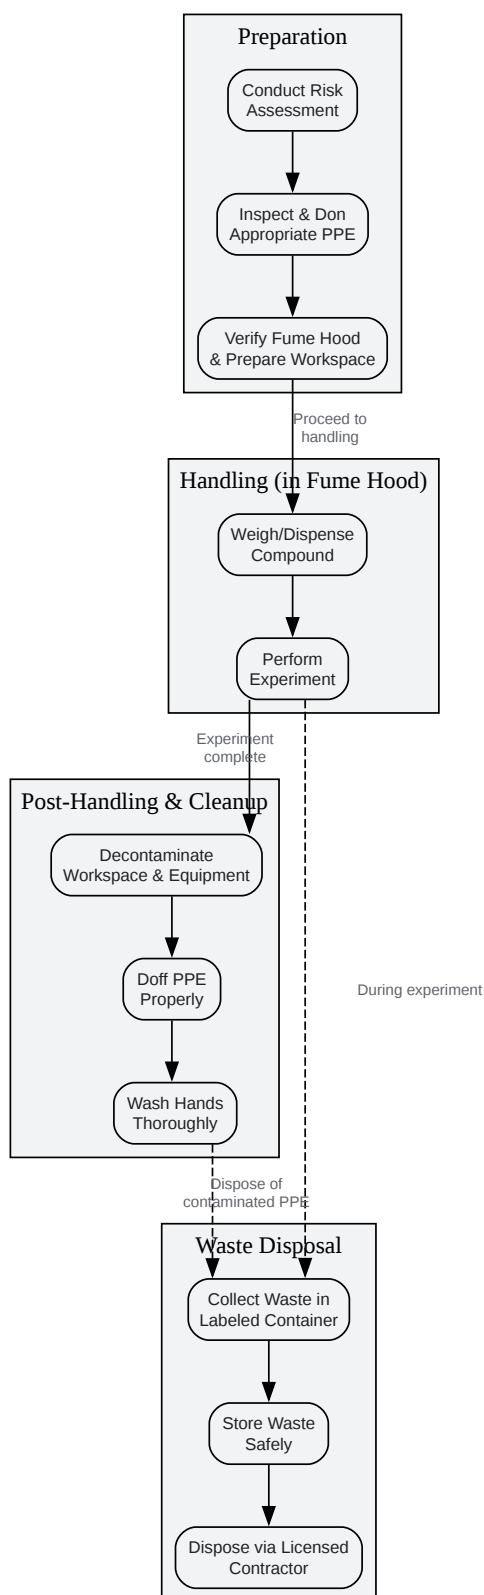 Preparation
Conduct Risk
Assessment
Inspect & Don
Appropriate PPE
Verify Fume Hood
& Prepare Workspace
Proceed to
handling
Handling (in Fume Hood)
Weigh/Dispense
Compound
Perform
Experiment
Experiment
complete
Post-Handling & Cleanup
Decontaminate
Workspace & Equipment
Doff PPE
Properly
During experiment
Wash Hands
Thoroughly
Dispose of
contaminated PPE
Waste Disposal
Collect Waste in
Labeled Container
Store Waste
Safely
Dispose via Licensed
Contractor